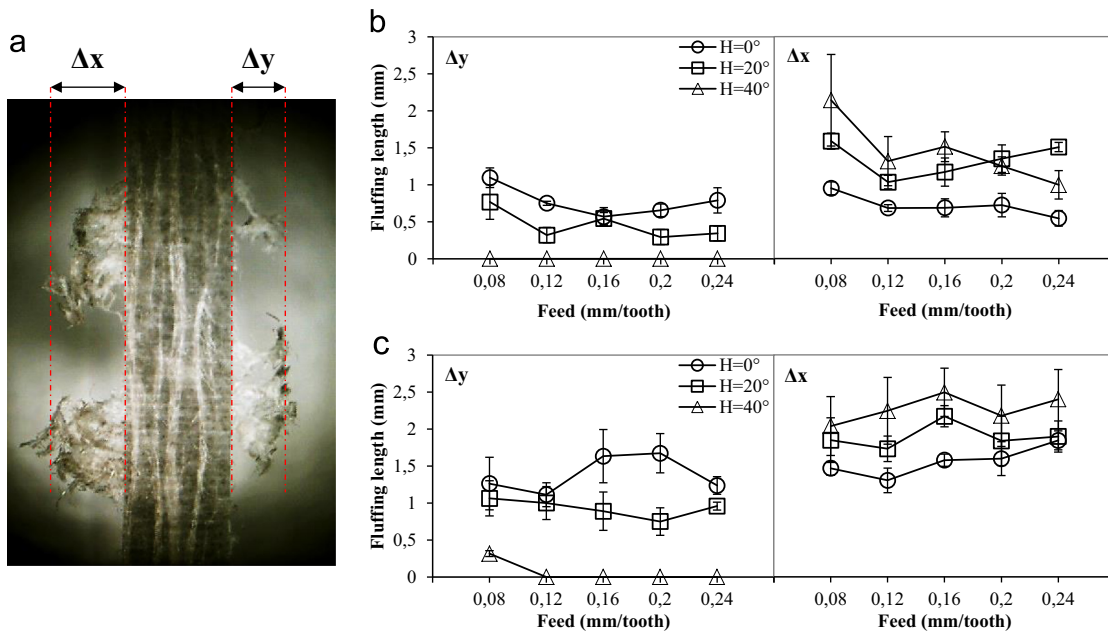 a
Δx
Δy
b
Fluffing length (mm)
3
2,5
2
1,5
1
0,5
0
Δy
H=0°
H=20°
H=40°
Δx
0,08
0,12
0,16
0,2
0,24
0,08
0,12
0,16
0,2
0,24
Feed (mm/tooth)
Feed (mm/tooth)
c
Fluffing length (mm)
3
2,5
2
1,5
1
0,5
0
Δy
H=0°
H=20°
H=40°
Δx
0,08
0,12
0,16
0,2
0,24
0,08
0,12
0,16
0,2
0,24
Feed (mm/tooth)
Feed (mm/tooth)